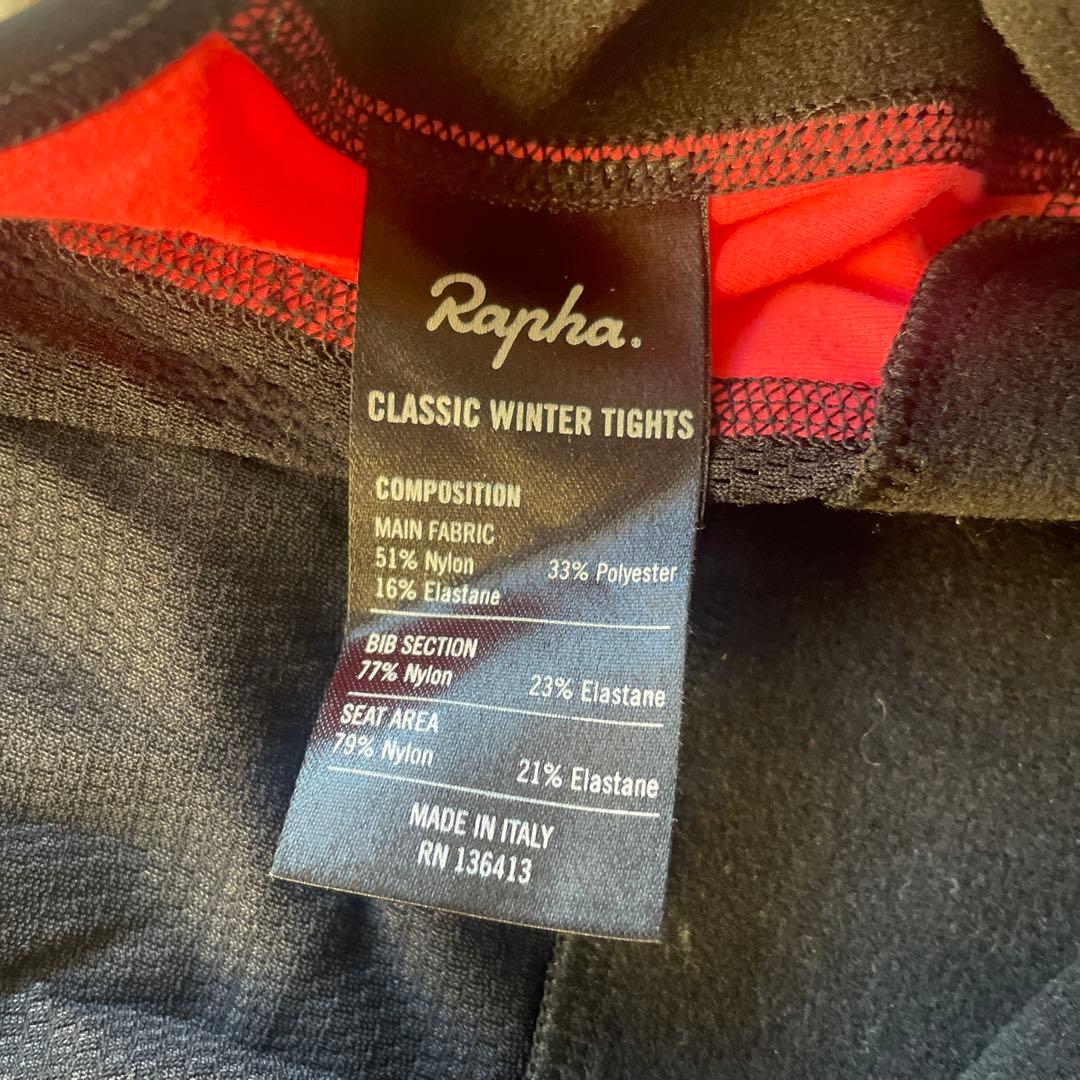 Rapha.
CLASSIC WINTER TIGHTS
COMPOSITION
MAIN FABRIC
51% Nylon 33% Polyester
16% Elastane
BIB SECTION
77% Nylon 23% Elastane
SEAT AREA
79% Nylon 21% Elastane
MADE IN ITALY
RN 136413